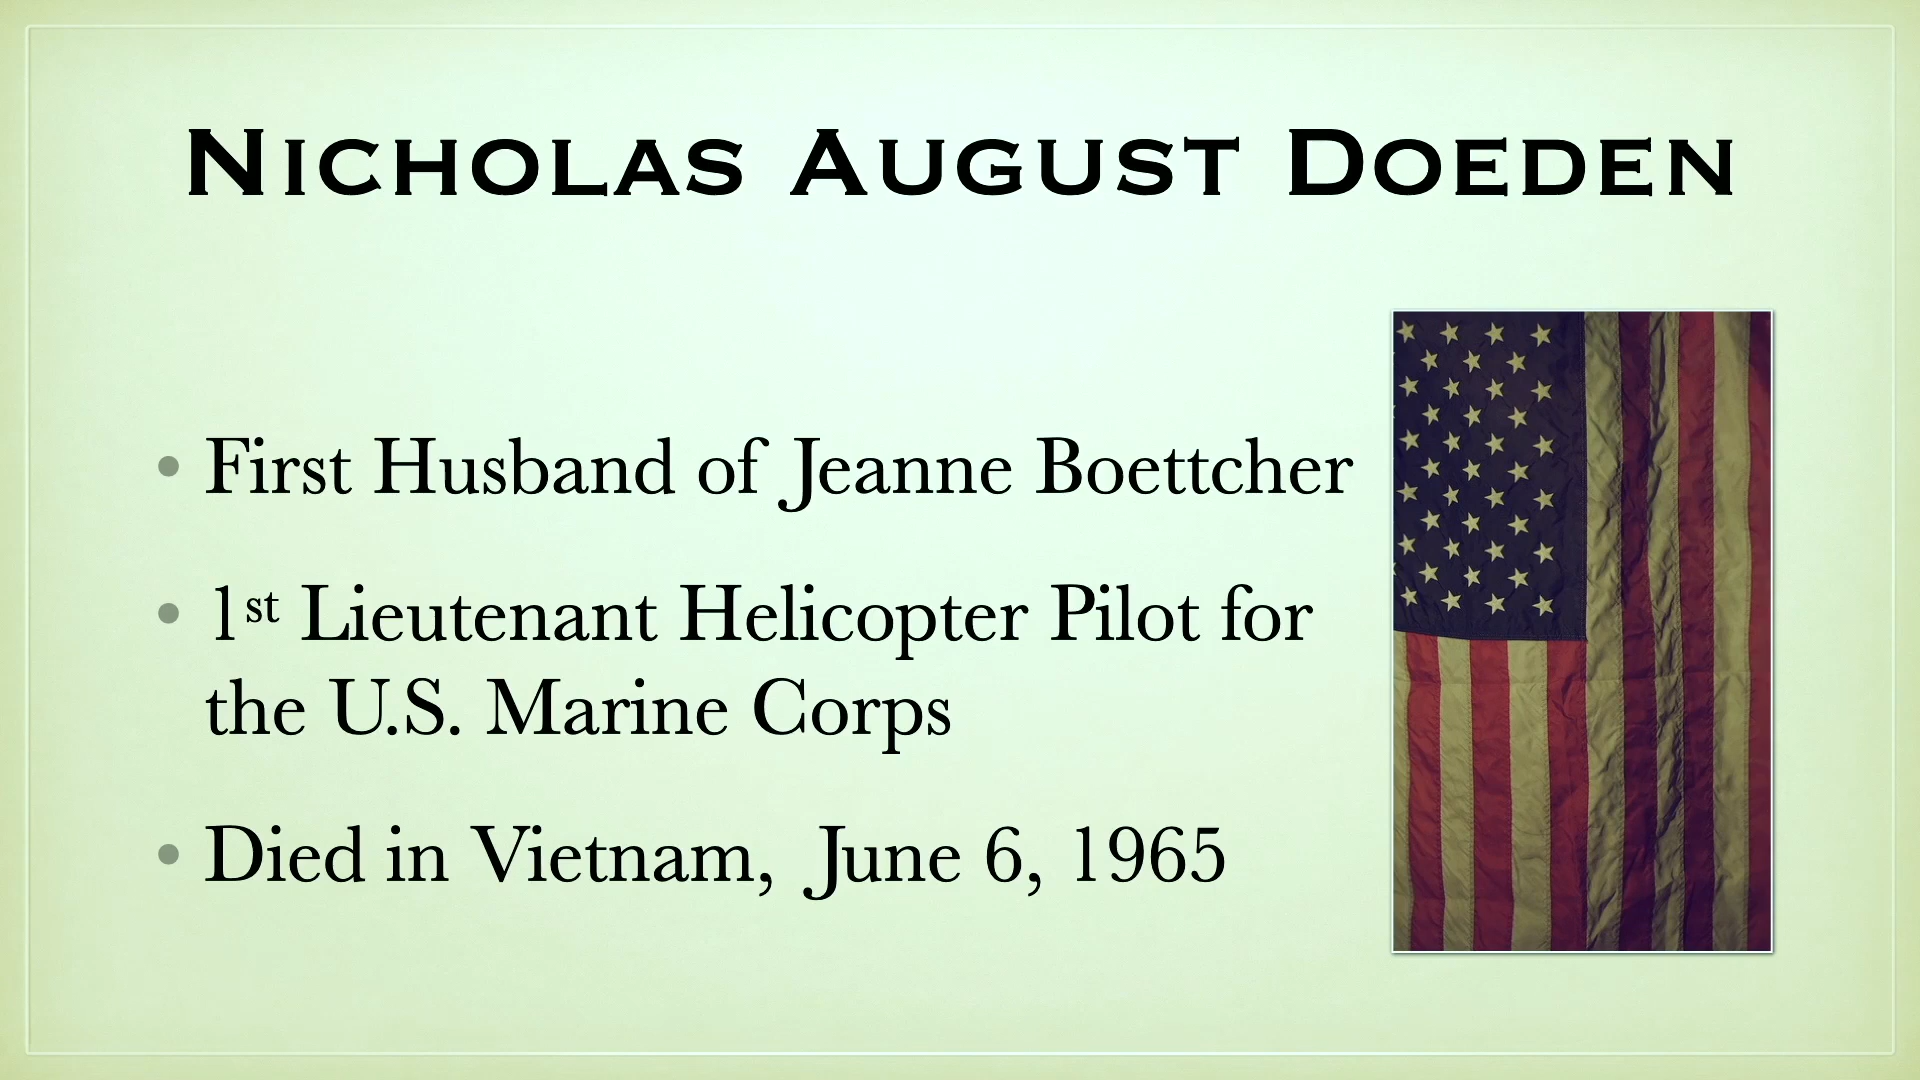 Nicholas August Doeden
• First Husband of Jeanne Boettcher
• 1st Lieutenant Helicopter Pilot for
the U.S. Marine Corps
• Died in Vietnam, June 6, 1965